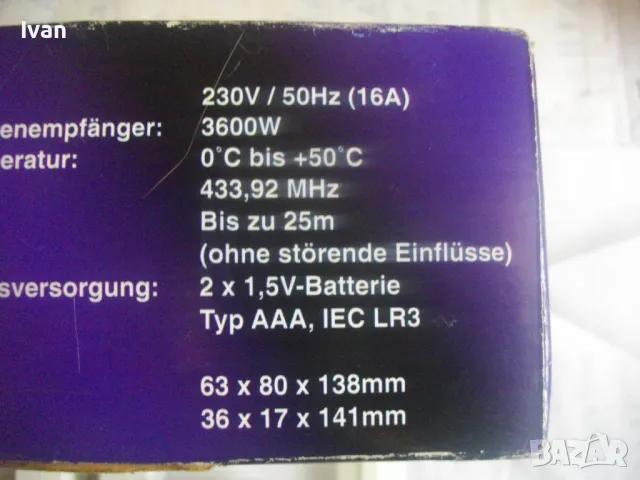 Ivan
230V / 50Hz (16A)
enempfänger: 3600W
eratur: 0°C bis +50°C
433,92 MHz
Bis zu 25m
(ohne störende Einflüsse)
sversorgung: 2 x 1,5V-Batterie
Typ AAA, IEC LR3
63 x 80 x 138mm
36 x 17 x 141mm
BAZAR